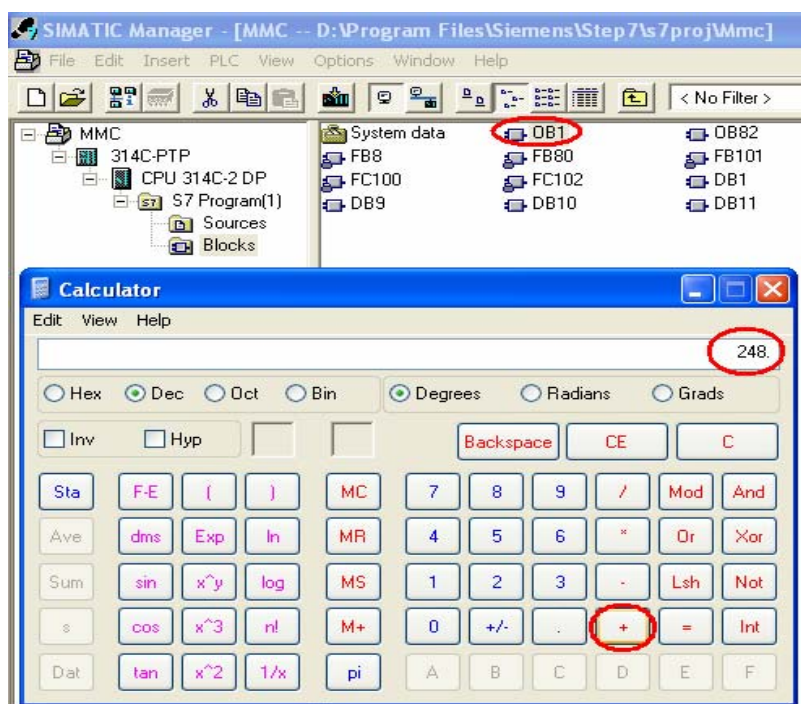 SIMATIC Manager - [MMC -- D:\Program Files\Siemens\Step7\s7proj\Mmc]
File Edit Insert PLC View Options Window Help
< No Filter >
MMC
314C-PTP
CPU 314C-2 DP
S7 Program(1)
Sources
Blocks
System data OB1 OB82
FB8 FB80 FB101
FC100 FC102 DB1
DB9 DB10 DB11
Calculator
Edit View Help
248.
Hex Dec Oct Bin Degrees Radians Grads
Inv Hyp Backspace CE C
Sta F-E ( ) MC 7 8 9 / Mod And
Ave dms Exp ln MR 4 5 6 * Or Xor
Sum sin x^y log MS 1 2 3 - Lsh Not
s cos x^3 n! M+ 0 +/- . + = Int
Dat tan x^2 1/x pi A B C D E F